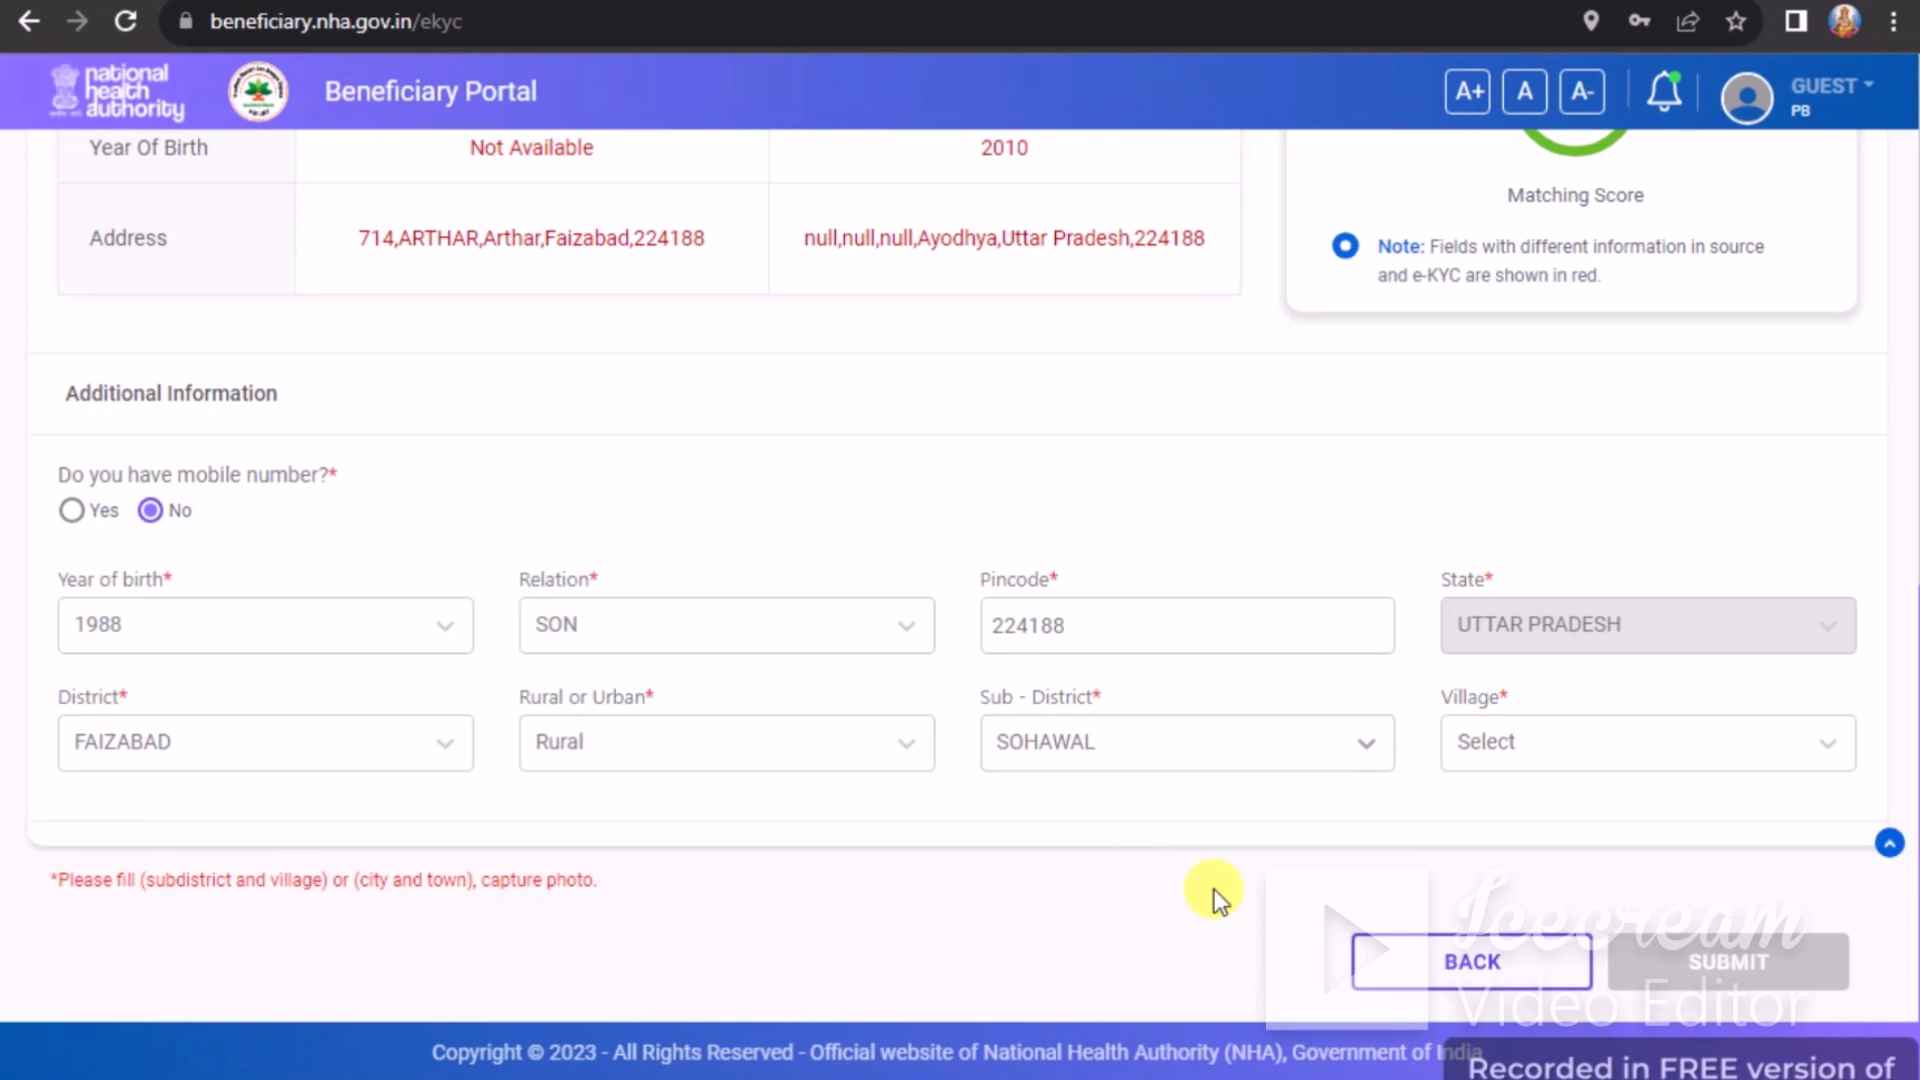 beneficiary.nha.gov.in/ekyc
national
health
authority
Beneficiary Portal
A+ A A-
GUEST
PB
Year Of Birth Not Available 2010
Matching Score
Address 714,ARTHAR,Arthar,Faizabad,224188 null,null,null,Ayodhya,Uttar Pradesh,224188
Note: Fields with different information in source
and e-KYC are shown in red.
Additional Information
Do you have mobile number?*
Yes No
Year of birth* Relation* Pincode* State*
1988 SON 224188 UTTAR PRADESH
District* Rural or Urban* Sub - District* Village*
FAIZABAD Rural SOHAWAL Select
*Please fill (subdistrict and village) or (city and town), capture photo.
Icecream
BACK SUBMIT
Video Editor
Copyright © 2023 - All Rights Reserved - Official website of National Health Authority (NHA), Government of India
Recorded in FREE version of